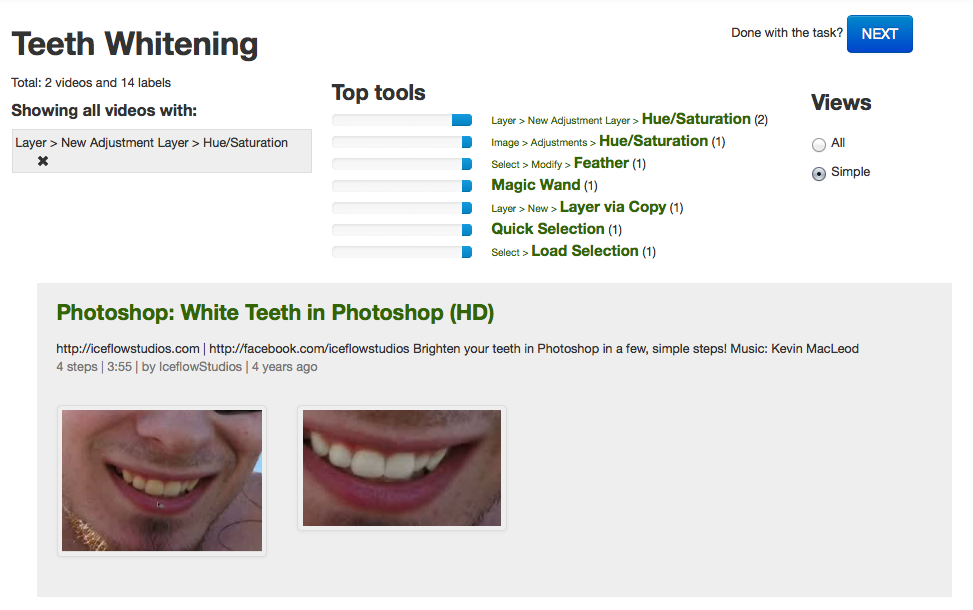 Teeth Whitening
Done with the task? NEXT
Total: 2 videos and 14 labels
Showing all videos with:
Layer > New Adjustment Layer > Hue/Saturation
✖
Top tools
Layer > New Adjustment Layer > Hue/Saturation (2)
Image > Adjustments > Hue/Saturation (1)
Select > Modify > Feather (1)
Magic Wand (1)
Layer > New > Layer via Copy (1)
Quick Selection (1)
Select > Load Selection (1)
Views
All
Simple
Photoshop: White Teeth in Photoshop (HD)
http://iceflowstudios.com | http://facebook.com/iceflowstudios Brighten your teeth in Photoshop in a few, simple steps! Music: Kevin MacLeod
4 steps | 3:55 | by IceflowStudios | 4 years ago